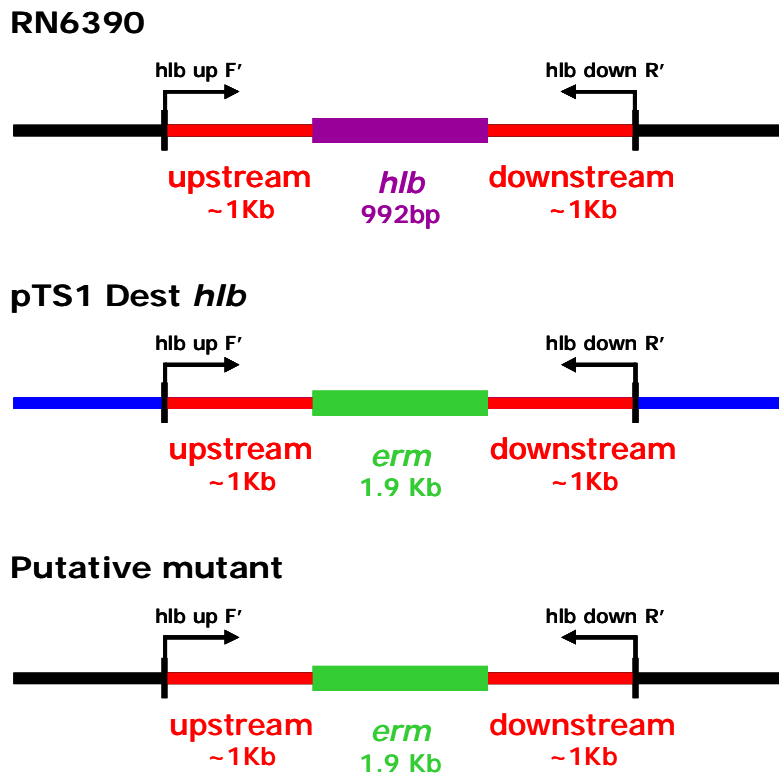 RN6390
hlb up F’ hlb down R’
upstream hlb downstream
~1Kb 992bp ~1Kb
pTS1 Dest hlb
hlb up F’ hlb down R’
upstream erm downstream
~1Kb 1.9 Kb ~1Kb
Putative mutant
hlb up F’ hlb down R’
upstream erm downstream
~1Kb 1.9 Kb ~1Kb